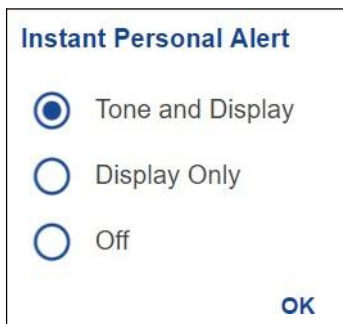 Instant Personal Alert
Tone and Display
Display Only
Off
OK